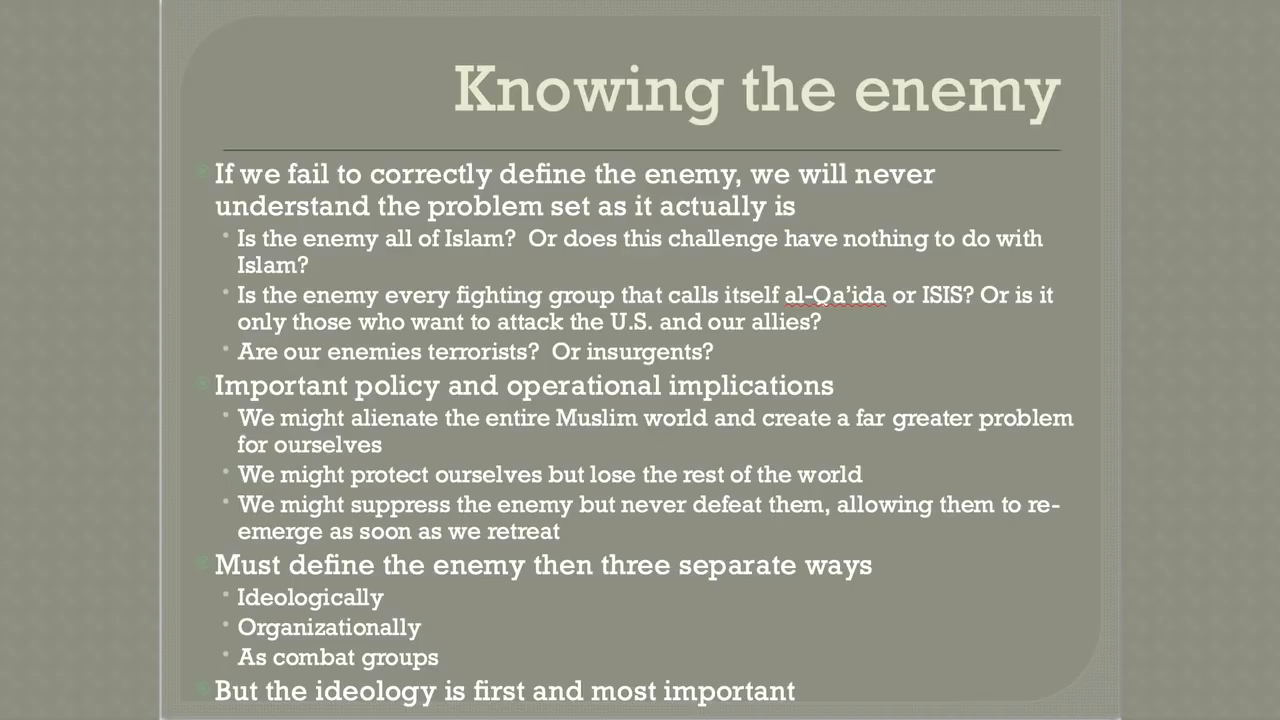 Knowing the enemy
If we fail to correctly define the enemy, we will never
understand the problem set as it actually is
Is the enemy all of Islam?  Or does this challenge have nothing to do with
Islam?
Is the enemy every fighting group that calls itself al-Qa’ida or ISIS? Or is it
only those who want to attack the U.S. and our allies?
Are our enemies terrorists?  Or insurgents?
Important policy and operational implications
We might alienate the entire Muslim world and create a far greater problem
for ourselves
We might protect ourselves but lose the rest of the world
We might suppress the enemy but never defeat them, allowing them to re-
emerge as soon as we retreat
Must define the enemy then three separate ways
Ideologically
Organizationally
As combat groups
But the ideology is first and most important